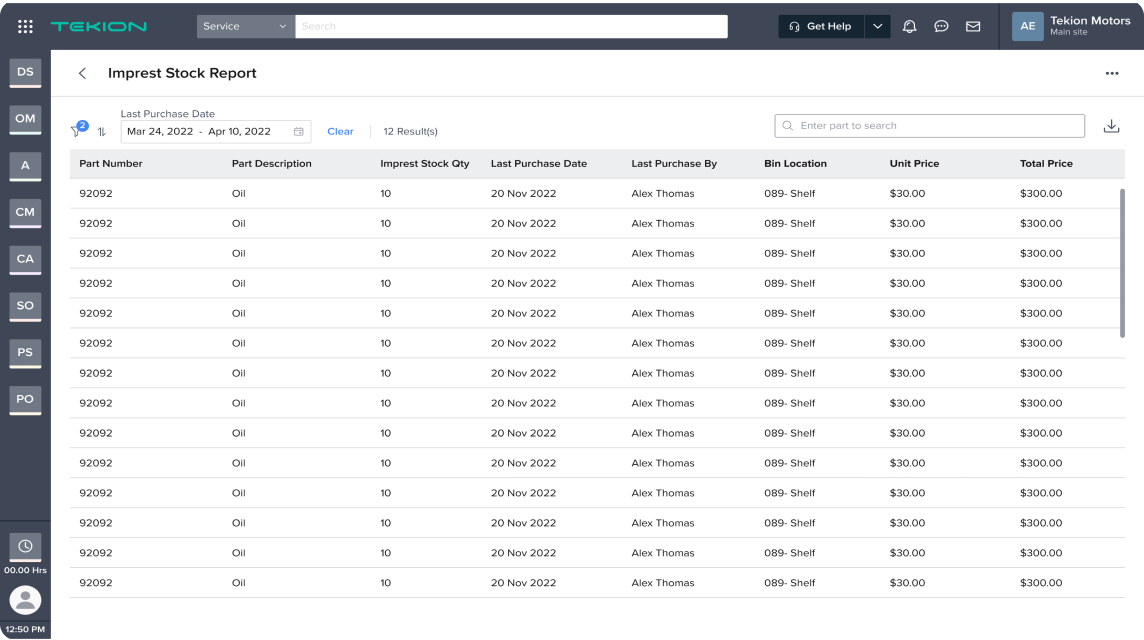 TEKION Service Search Get Help AE Tekion Motors
Main site
DS
OM
A
CM
CA
SO
PS
PO
00.00 Hrs
12:50 PM
Imprest Stock Report
Last Purchase Date
2 Mar 24, 2022 - Apr 10, 2022 Clear 12 Result(s) Enter part to search
Part Number Part Description Imprest Stock Qty Last Purchase Date Last Purchase By Bin Location Unit Price Total Price
92092 Oil 10 20 Nov 2022 Alex Thomas 089- Shelf $30.00 $300.00
92092 Oil 10 20 Nov 2022 Alex Thomas 089- Shelf $30.00 $300.00
92092 Oil 10 20 Nov 2022 Alex Thomas 089- Shelf $30.00 $300.00
92092 Oil 10 20 Nov 2022 Alex Thomas 089- Shelf $30.00 $300.00
92092 Oil 10 20 Nov 2022 Alex Thomas 089- Shelf $30.00 $300.00
92092 Oil 10 20 Nov 2022 Alex Thomas 089- Shelf $30.00 $300.00
92092 Oil 10 20 Nov 2022 Alex Thomas 089- Shelf $30.00 $300.00
92092 Oil 10 20 Nov 2022 Alex Thomas 089- Shelf $30.00 $300.00
92092 Oil 10 20 Nov 2022 Alex Thomas 089- Shelf $30.00 $300.00
92092 Oil 10 20 Nov 2022 Alex Thomas 089- Shelf $30.00 $300.00
92092 Oil 10 20 Nov 2022 Alex Thomas 089- Shelf $30.00 $300.00
92092 Oil 10 20 Nov 2022 Alex Thomas 089- Shelf $30.00 $300.00
92092 Oil 10 20 Nov 2022 Alex Thomas 089- Shelf $30.00 $300.00
92092 Oil 10 20 Nov 2022 Alex Thomas 089- Shelf $30.00 $300.00